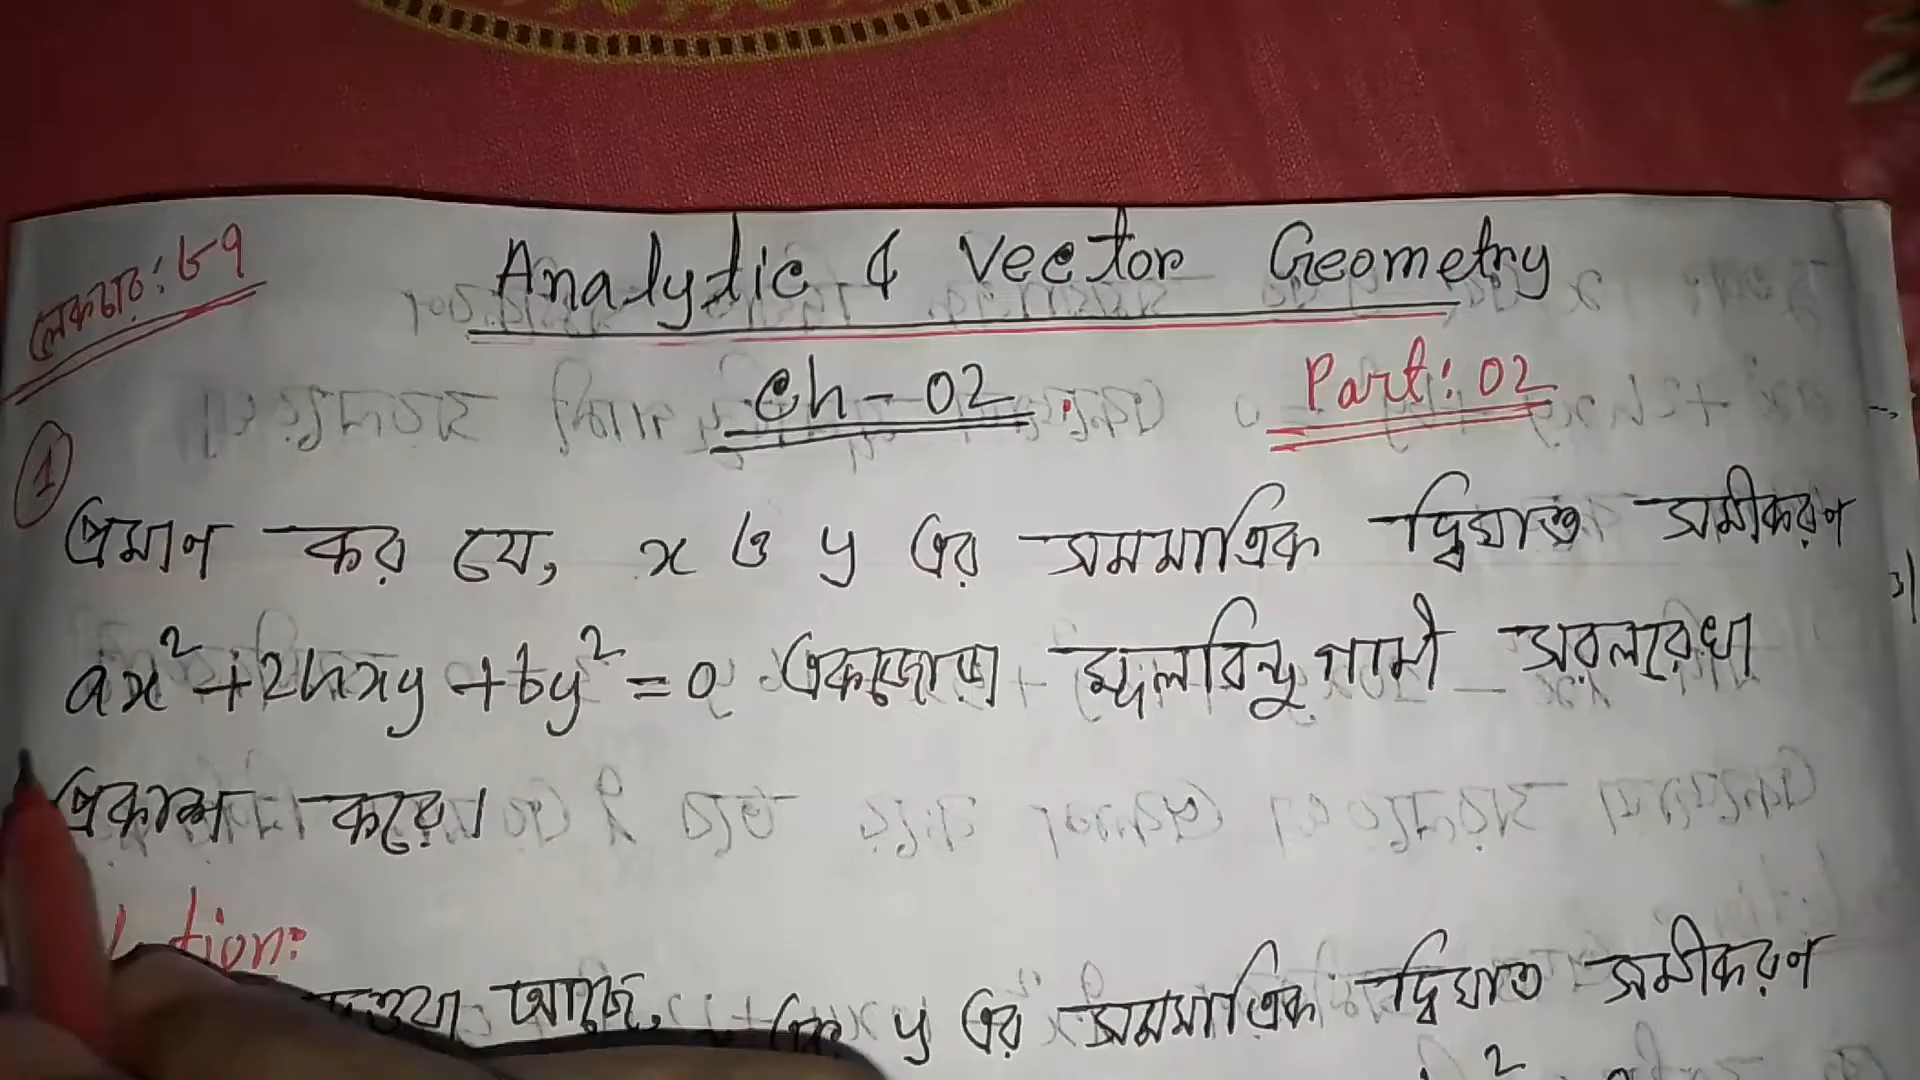 লেকচার: ৮৭
Analytic & Vector Geometry
Ch-02
Part: 02
1
প্রমাণ কর যে, x ও y এর সমমাত্রিক দ্বিঘাত সমীকরণ
ax²+2hxy+by²=0 একজোড়া মূলবিন্দুগামী সরলরেখা
প্রকাশ করে।
আছে, y এর সমমাত্রিক দ্বিঘাত সমীকরণ